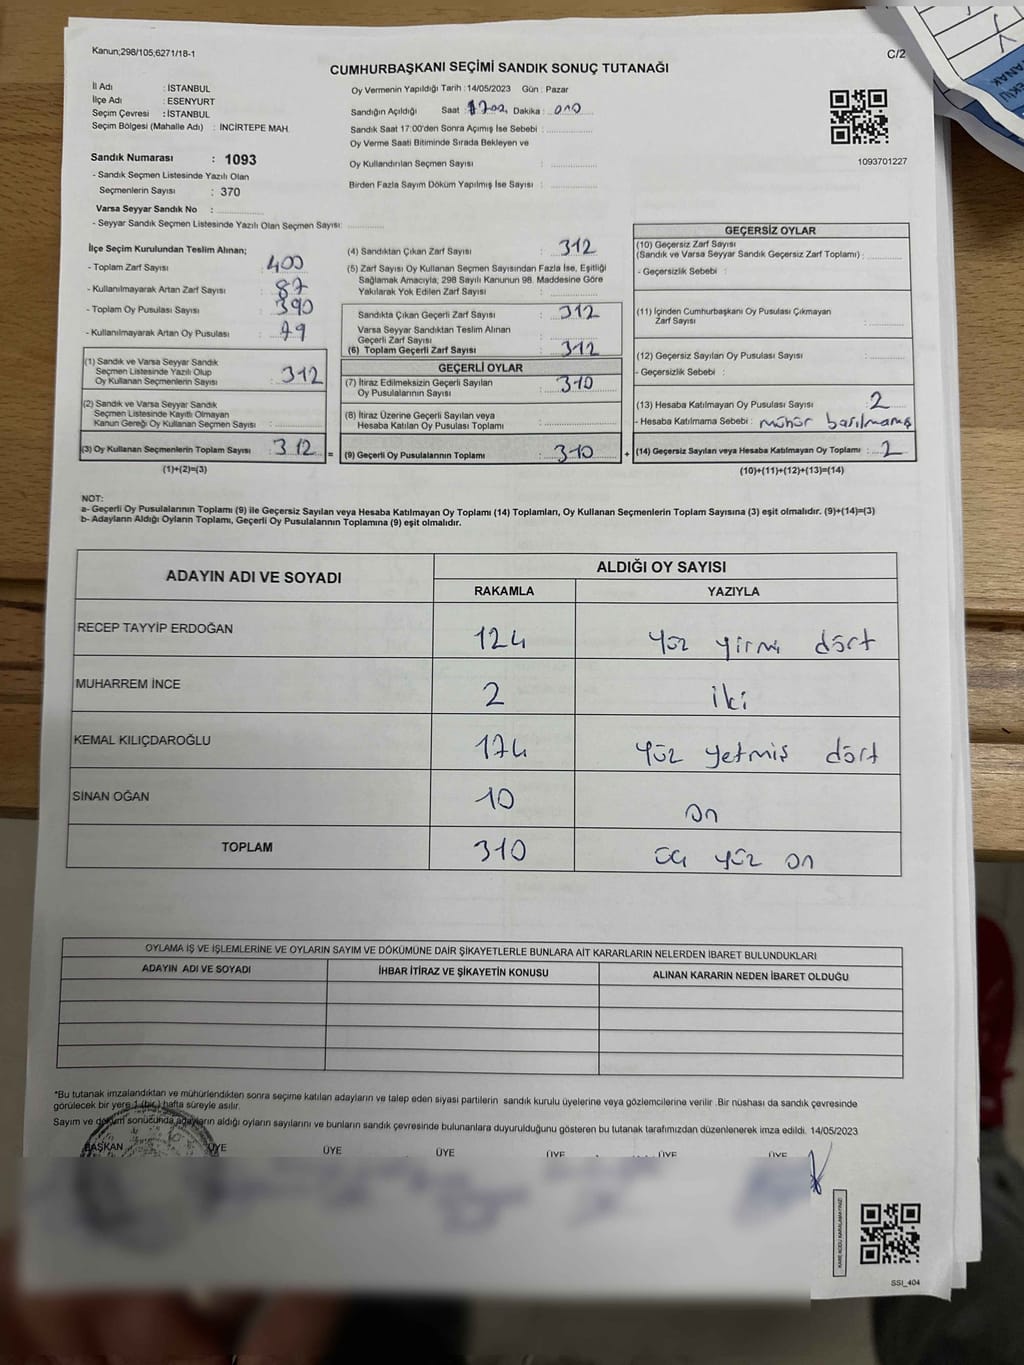 Kanun;298/105;6271/18-1
C/2
CUMHURBAŞKANI SEÇİMİ SANDIK SONUÇ TUTANAĞI
İl Adı : İSTANBUL
İlçe Adı : ESENYURT
Seçim Çevresi : İSTANBUL
Seçim Bölgesi (Mahalle Adı) : İNCİRTEPE MAH.
Oy Vermenin Yapıldığı Tarih : 14/05/2023 Gün : Pazar
Sandığın Açıldığı Saat : Dakika :
Sandık Saat 17:00'den Sonra Açımış İse Sebebi :
Oy Verme Saati Bitiminde Sırada Bekleyen ve
Oy Kullandırılan Seçmen Sayısı :
Birden Fazla Sayım Döküm Yapılmış İse Sayısı :
1093701227
Sandık Numarası : 1093
- Sandık Seçmen Listesinde Yazılı Olan
Seçmenlerin Sayısı : 370
Varsa Seyyar Sandık No :
- Seyyar Sandık Seçmen Listesinde Yazılı Olan Seçmen Sayısı:
İlçe Seçim Kurulundan Teslim Alınan;
- Toplam Zarf Sayısı : 400
- Kullanılmayarak Artan Zarf Sayısı : 87
- Toplam Oy Pusulası Sayısı : 390
- Kullanılmayarak Artan Oy Pusulası : 79
(1) Sandık ve Varsa Seyyar Sandık
Seçmen Listesinde Yazılı Olup
Oy Kullanan Seçmenlerin Sayısı : 312
(2) Sandık ve Varsa Seyyar Sandık
Seçmen Listesinde Kayıtlı Olmayan
Kanun Gereği Oy Kullanan Seçmen Sayısı :
(3) Oy Kullanan Seçmenlerin Toplam Sayısı : 312 =
(1)+(2)=(3)
(4) Sandıktan Çıkan Zarf Sayısı : 312
(5) Zarf Sayısı Oy Kullanan Seçmen Sayısından Fazla İse, Eşitliği
Sağlamak Amacıyla; 298 Sayılı Kanunun 98. Maddesine Göre
Yakılarak Yok Edilen Zarf Sayısı :
Sandıkta Çıkan Geçerli Zarf Sayısı : 312
Varsa Seyyar Sandıktan Teslim Alınan
Geçerli Zarf Sayısı :
(6) Toplam Geçerli Zarf Sayısı : 312
GEÇERLİ OYLAR
(7) İtiraz Edilmeksizin Geçerli Sayılan
Oy Pusulalarının Sayısı : 310
(8) İtiraz Üzerine Geçerli Sayılan veya
Hesaba Katılan Oy Pusulası Toplamı :
(9) Geçerli Oy Pusulalarının Toplamı : 310 +
GEÇERSİZ OYLAR
(10) Geçersiz Zarf Sayısı
(Sandık ve Varsa Seyyar Sandık Geçersiz Zarf Toplamı) :
- Geçersizlik Sebebi :
(11) İçinden Cumhurbaşkanı Oy Pusulası Çıkmayan
Zarf Sayısı :
(12) Geçersiz Sayılan Oy Pusulası Sayısı :
- Geçersizlik Sebebi :
(13) Hesaba Katılmayan Oy Pusulası Sayısı : 2
- Hesaba Katılmama Sebebi : mühür basılmamış
(14) Geçersiz Sayılan veya Hesaba Katılmayan Oy Toplamı : 2
(10)+(11)+(12)+(13)=(14)
NOT:
a- Geçerli Oy Pusulalarının Toplamı (9) ile Geçersiz Sayılan veya Hesaba Katılmayan Oy Toplamı (14) Toplamları, Oy Kullanan Seçmenlerin Toplam Sayısına (3) eşit olmalıdır. (9)+(14)=(3)
b- Adayların Aldığı Oyların Toplamı, Geçerli Oy Pusulalarının Toplamına (9) eşit olmalıdır.
ADAYIN ADI VE SOYADI ALDIĞI OY SAYISI
RAKAMLA YAZIYLA
RECEP TAYYİP ERDOĞAN 124 yüz yirmi dört
MUHARREM İNCE 2 iki
KEMAL KILIÇDAROĞLU 174 yüz yetmiş dört
SİNAN OĞAN 10 on
TOPLAM 310 üç yüz on
OYLAMA İŞ VE İŞLEMLERİNE VE OYLARIN SAYIM VE DÖKÜMÜNE DAİR ŞİKAYETLERLE BUNLARA AİT KARARLARIN NELERDEN İBARET BULUNDUKLARI
ADAYIN ADI VE SOYADI İHBAR İTİRAZ VE ŞİKAYETİN KONUSU ALINAN KARARIN NEDEN İBARET OLDUĞU
*Bu tutanak imzalandıktan ve mühürlendikten sonra seçime katılan adayların ve talep eden siyasi partilerin sandık kurulu üyelerine veya gözlemcilerine verilir .Bir nüshası da sandık çevresinde
görülecek bir yere 1 (bir) hafta süreyle asılır.
Sayım ve döküm sonucunda adayların aldığı oyların sayılarını ve bunların sandık çevresinde bulunanlara duyurulduğunu gösteren bu tutanak tarafımızdan düzenlenerek imza edildi. 14/05/2023
BAŞKAN ÜYE ÜYE ÜYE ÜYE ÜYE ÜYE
SSI_404